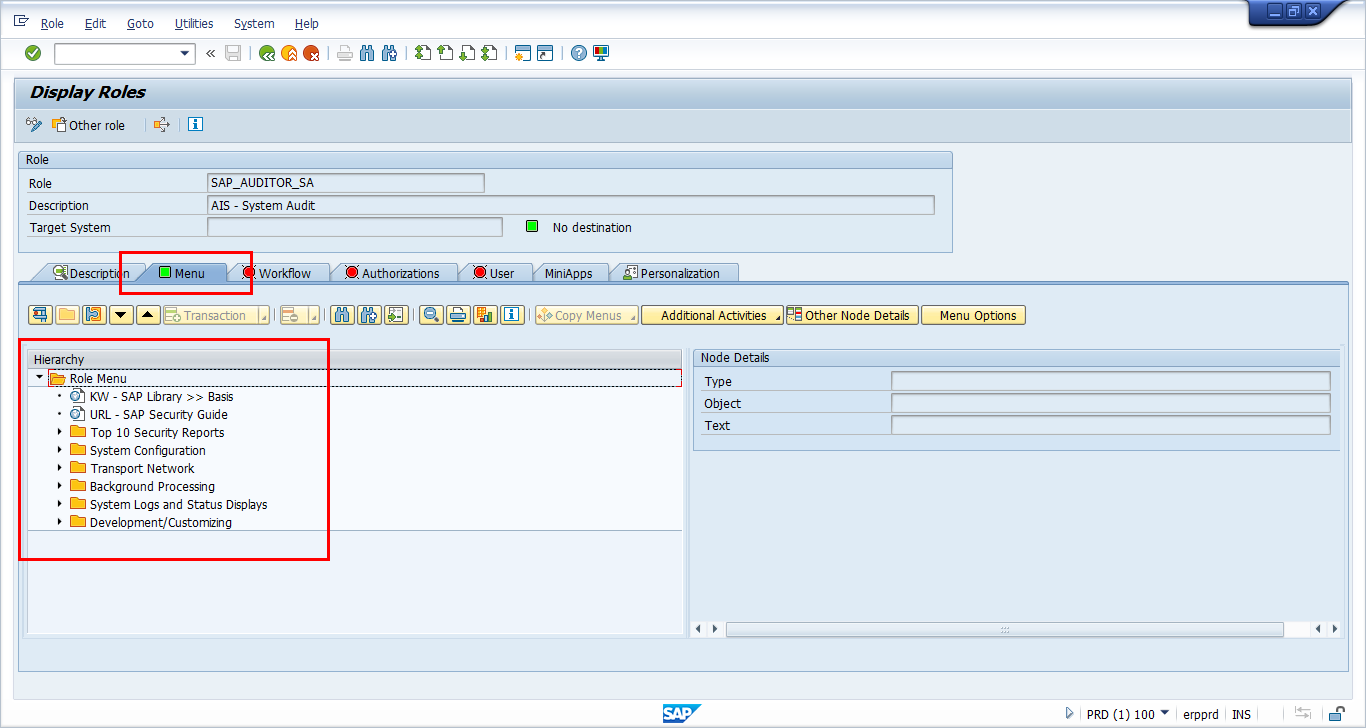 Role Edit Goto Utilities System Help
Display Roles
Other role
Role
Role SAP_AUDITOR_SA
Description AIS - System Audit
Target System No destination
Description Menu Workflow Authorizations User MiniApps Personalization
Transaction Copy Menus Additional Activities Other Node Details Menu Options
Hierarchy
Role Menu
KW - SAP Library >> Basis
URL - SAP Security Guide
Top 10 Security Reports
System Configuration
Transport Network
Background Processing
System Logs and Status Displays
Development/Customizing
Node Details
Type
Object
Text
SAP PRD (1) 100 erpprd INS